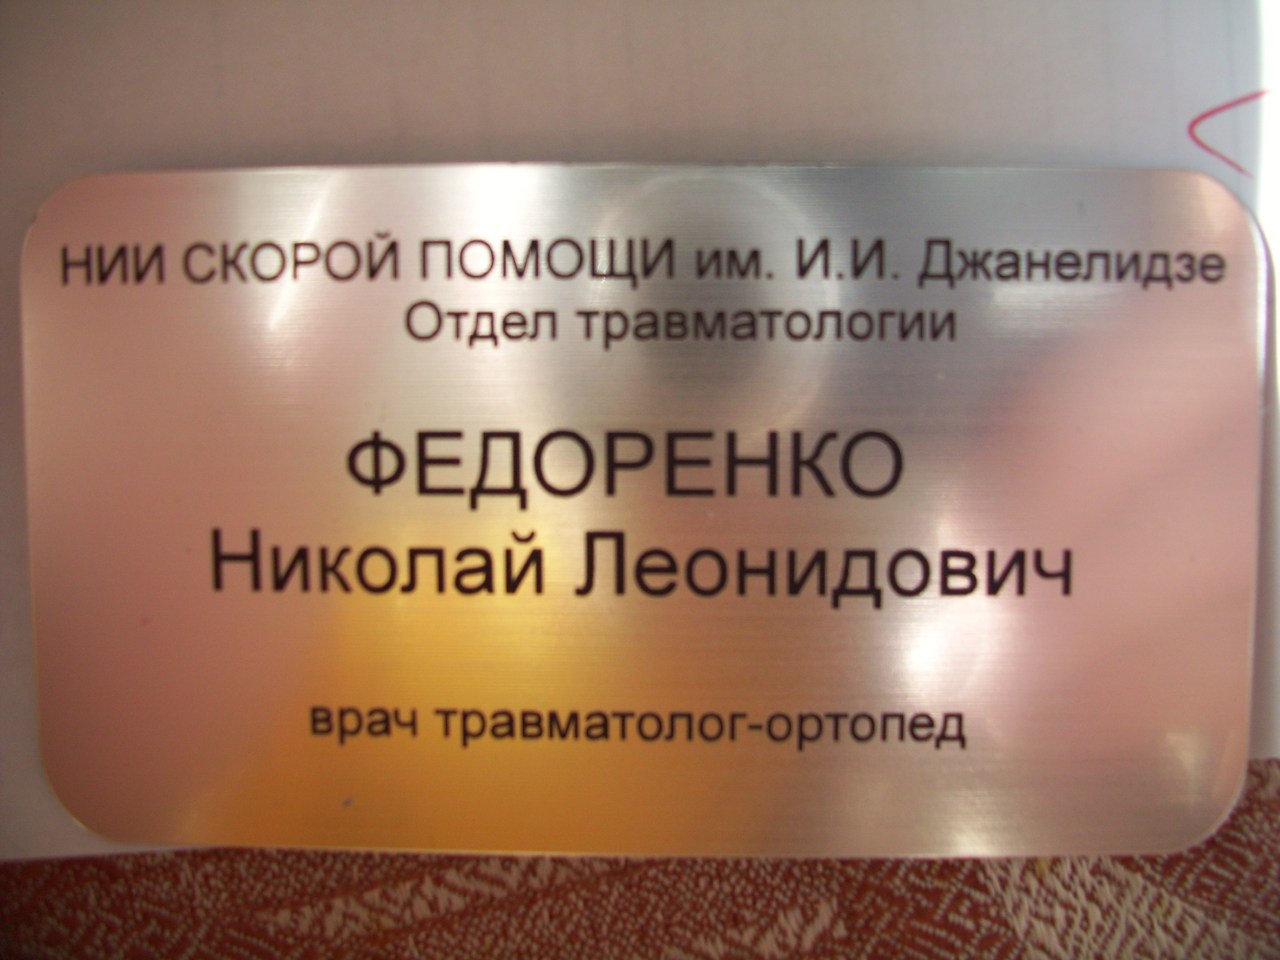 НИИ СКОРОЙ ПОМОЩИ им. И.И. Джанелидзе
Отдел травматологии
ФЕДОРЕНКО
Николай Леонидович
врач травматолог-ортопед